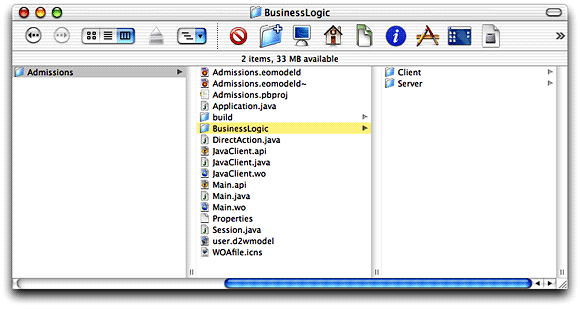 BusinessLogic
2 items, 33 MB available
Admissions
Admissions.eomodeld
Admissions.eomodeld~
Admissions.pbproj
Application.java
build
BusinessLogic
DirectAction.java
JavaClient.api
JavaClient.java
JavaClient.wo
Main.api
Main.java
Main.wo
Properties
Session.java
user.d2wmodel
WOAfile.icns
Client
Server